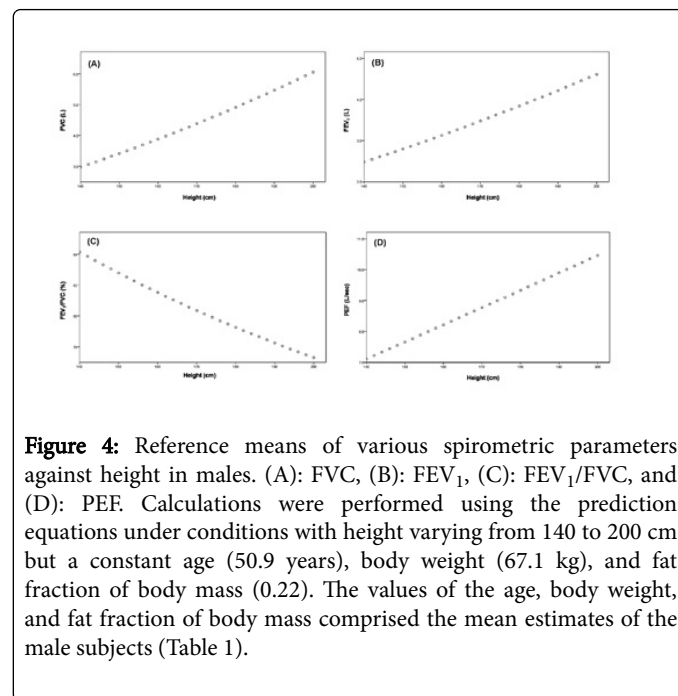 (A)
FVC (L)
Height (cm)
(B)
FEV₁ (L)
Height (cm)
(C)
FEV₁/FVC (%)
Height (cm)
(D)
PEF (L/sec)
Height (cm)
Figure 4: Reference means of various spirometric parameters
against height in males. (A): FVC, (B): FEV₁, (C): FEV₁/FVC, and
(D): PEF. Calculations were performed using the prediction
equations under conditions with height varying from 140 to 200 cm
but a constant age (50.9 years), body weight (67.1 kg), and fat
fraction of body mass (0.22). The values of the age, body weight,
and fat fraction of body mass comprised the mean estimates of the
male subjects (Table 1).